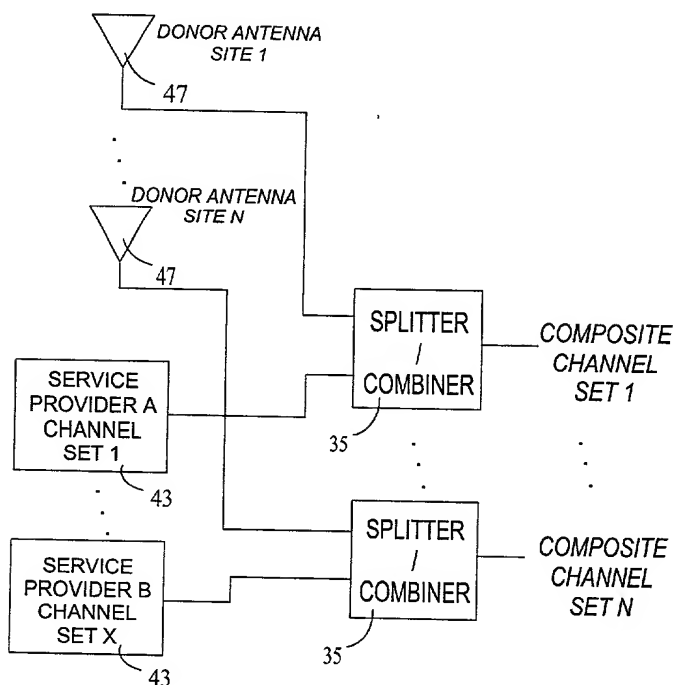 DONOR ANTENNA
SITE 1
47
DONOR ANTENNA
SITE N
47
SPLITTER
/
COMBINER
35
COMPOSITE
CHANNEL
SET 1
SERVICE
PROVIDER A
CHANNEL
SET 1
43
SPLITTER
/
COMBINER
35
COMPOSITE
CHANNEL
SET N
SERVICE
PROVIDER B
CHANNEL
SET X
43